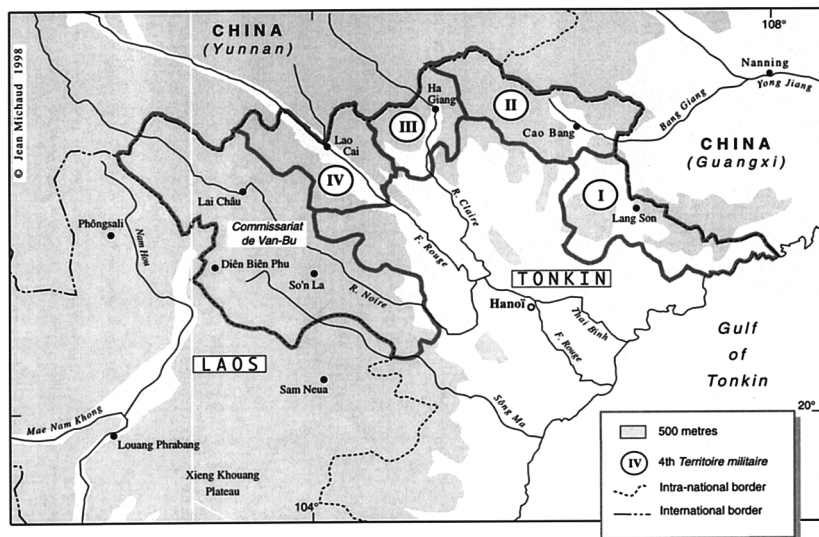 © Jean Michaud 1998
108°
CHINA
(Yunnan)
Nanning
Yong Jiang
Ha
Giang
II
Bang Giang
III
Cao Bang
Lao
Cai
CHINA
(Guangxi)
IV
I
Lai Châu
R. Claire
Lang Son
Phôngsali
Nam Hou
Commissariat
de Van-Bu
F. Rouge
Diên Biên Phu
So'n La
TONKIN
R. Noire
Hanoï
Thai Binh
F. Rouge
Gulf
of
Tonkin
LAOS
Sam Neua
Sông Ma
20°
Mae Nam Khong
Louang Phrabang
Xieng Khouang
Plateau
104°
500 metres
IV 4th Territoire militaire
Intra-national border
International border